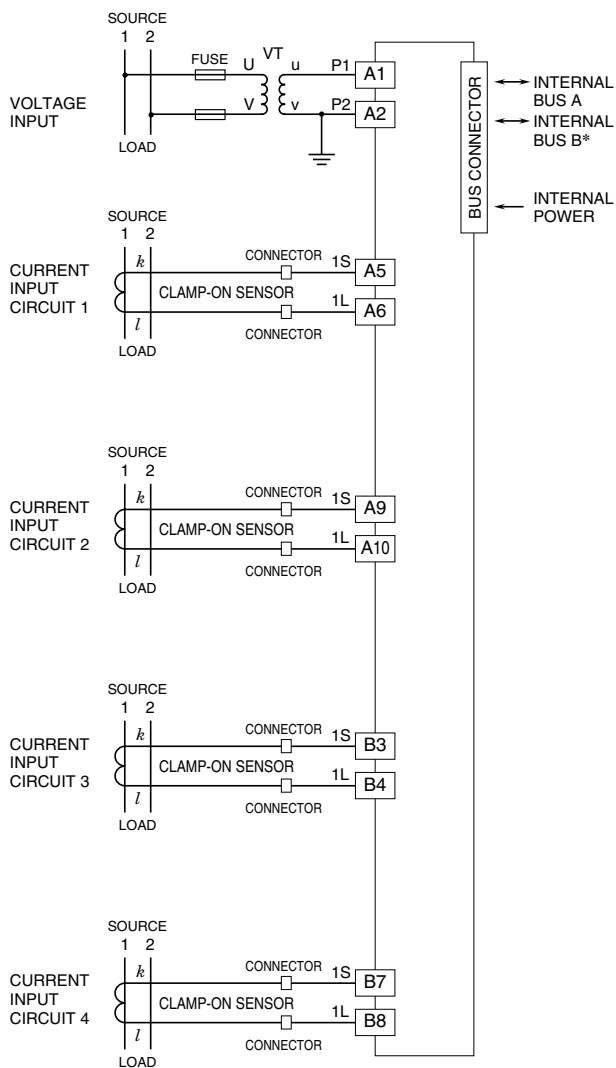 SOURCE
1 2
VOLTAGE
INPUT
FUSE
VT
U
u
P1
A1
V
v
P2
A2
LOAD
BUS CONNECTOR
INTERNAL
BUS A
INTERNAL
BUS B*
INTERNAL
POWER
SOURCE
1 2
CURRENT
INPUT
CIRCUIT 1
k
CONNECTOR
1S
A5
CLAMP-ON SENSOR
l
1L
A6
CONNECTOR
LOAD
SOURCE
1 2
CURRENT
INPUT
CIRCUIT 2
k
CONNECTOR
1S
A9
CLAMP-ON SENSOR
l
1L
A10
CONNECTOR
LOAD
SOURCE
1 2
CURRENT
INPUT
CIRCUIT 3
k
CONNECTOR
1S
B3
CLAMP-ON SENSOR
l
1L
B4
CONNECTOR
LOAD
SOURCE
1 2
CURRENT
INPUT
CIRCUIT 4
k
CONNECTOR
1S
B7
CLAMP-ON SENSOR
l
1L
B8
CONNECTOR
LOAD